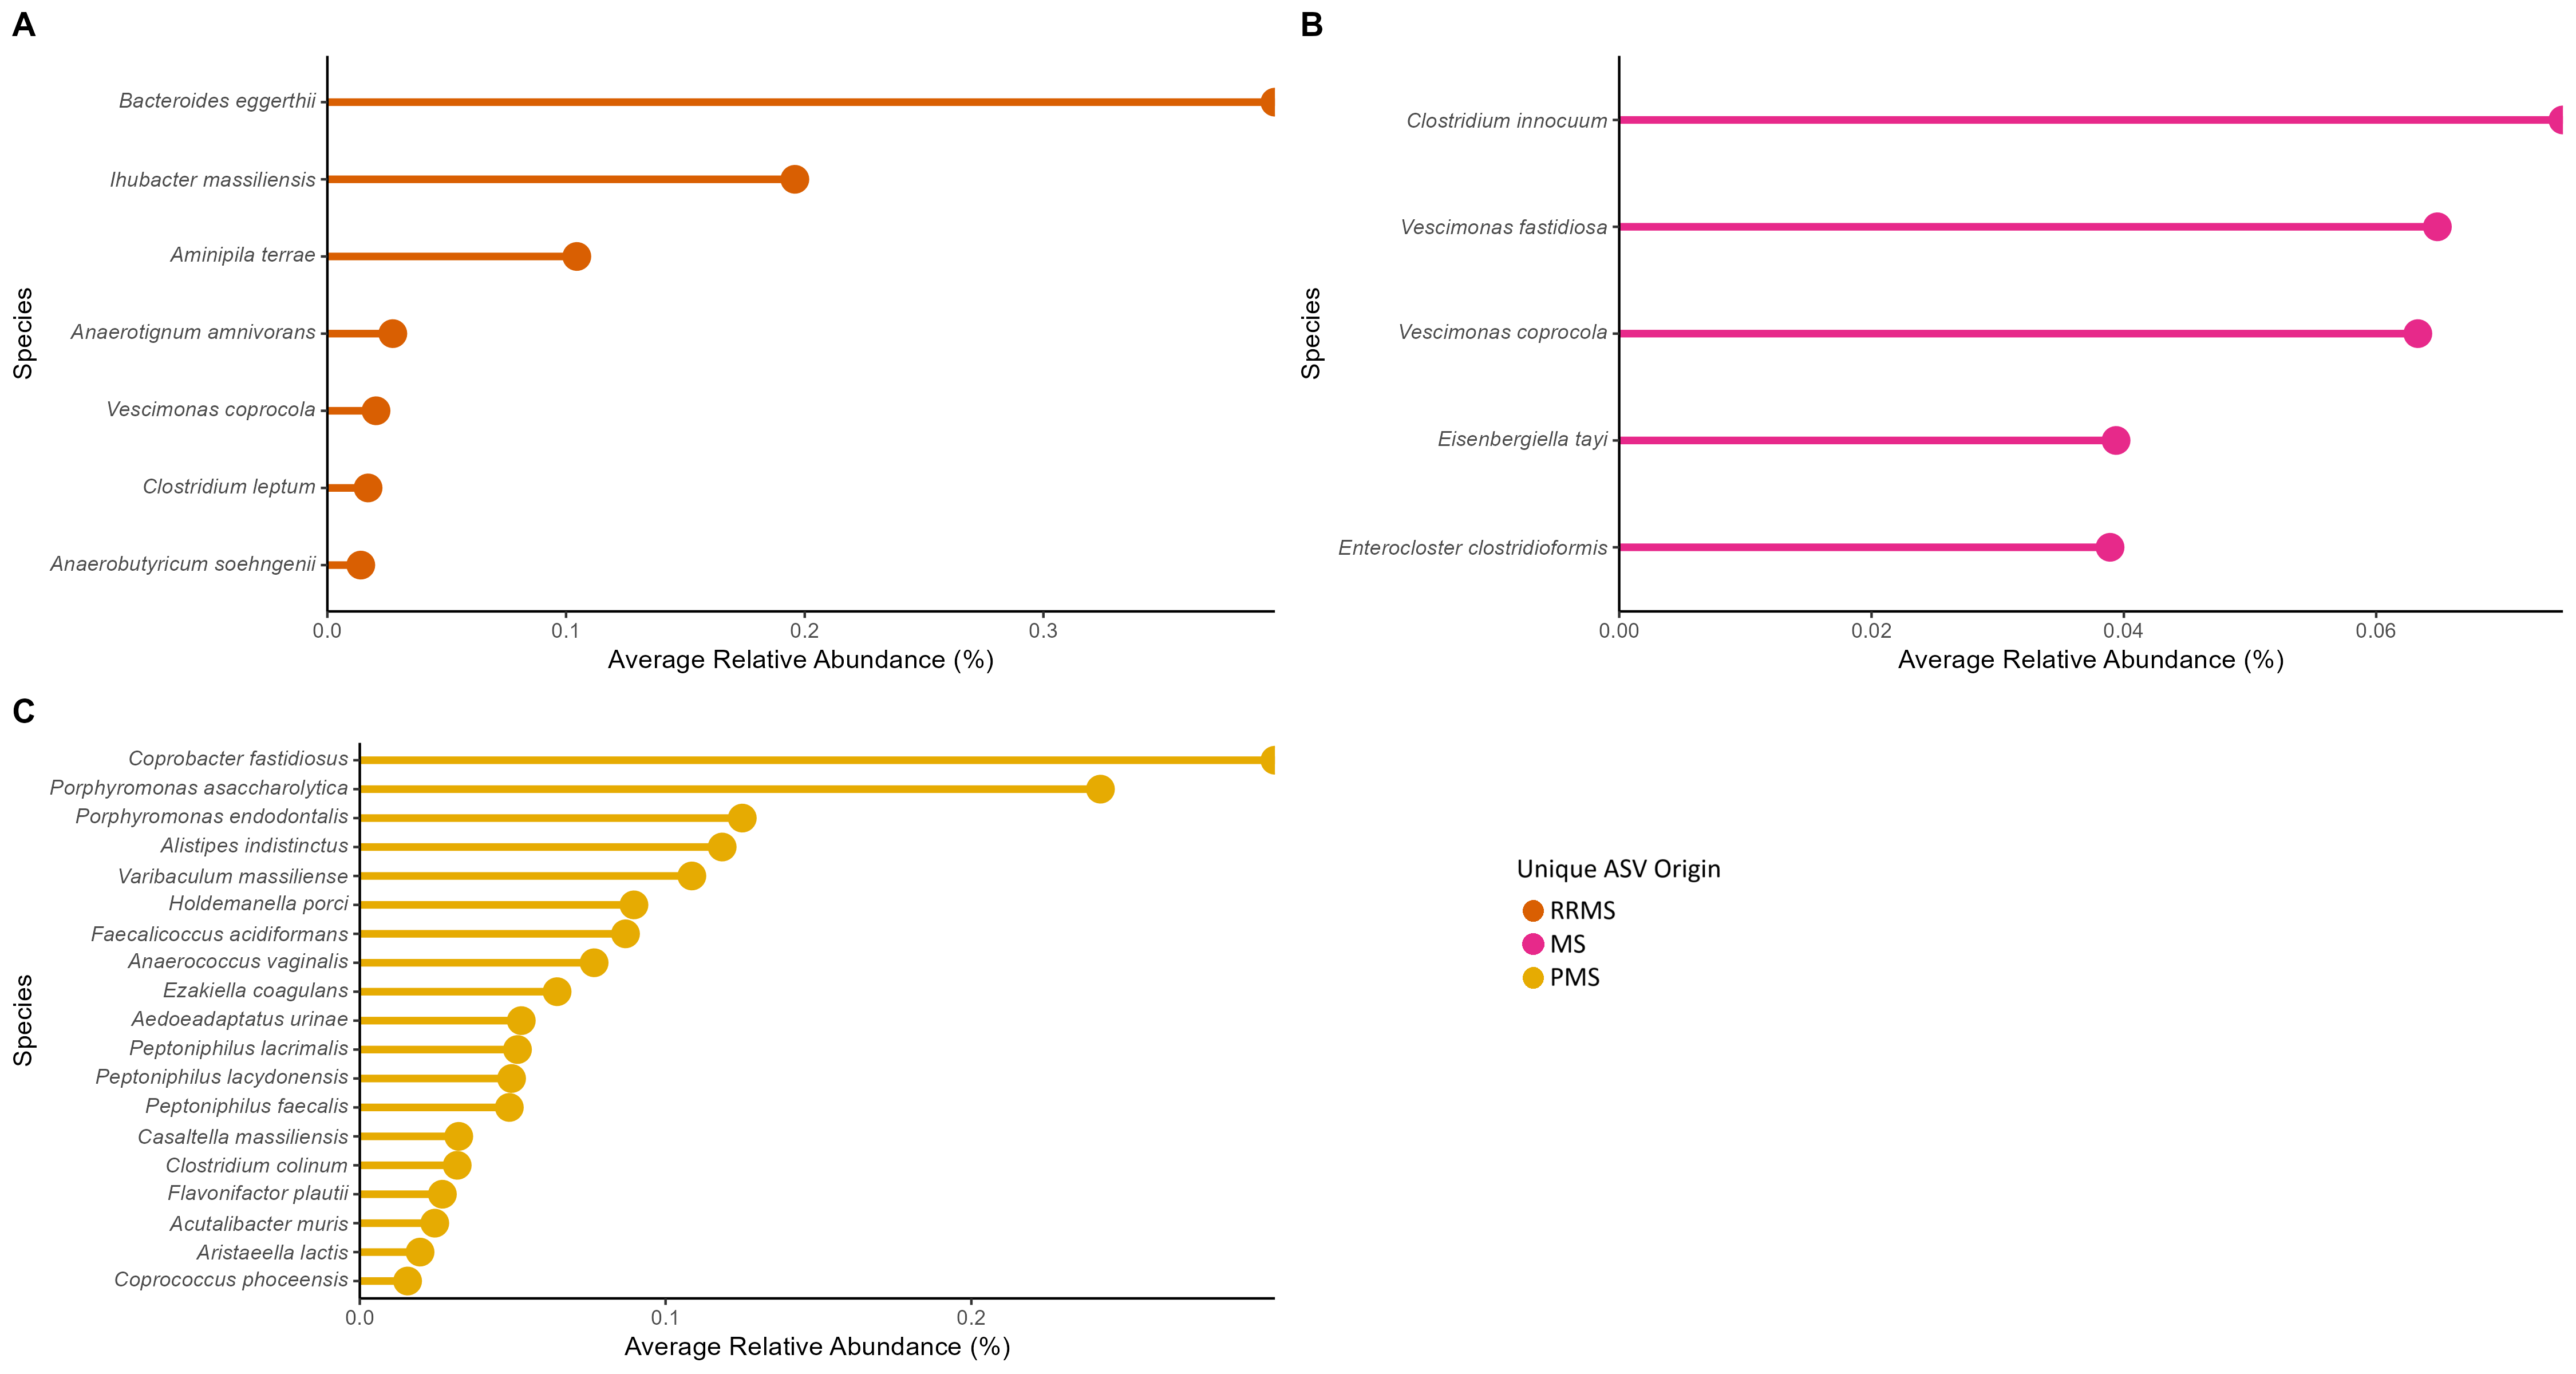 A
Species
Bacteroides eggerthii
Ihubacter massiliensis
Aminipila terrae
Anaerotignum amnivorans
Vescimonas coprocola
Clostridium leptum
Anaerobutyricum soehngenii
0.0 0.1 0.2 0.3
Average Relative Abundance (%)
B
Species
Clostridium innocuum
Vescimonas fastidiosa
Vescimonas coprocola
Eisenbergiella tayi
Enterocloster clostridioformis
0.00 0.02 0.04 0.06
Average Relative Abundance (%)
C
Species
Coprobacter fastidiosus
Porphyromonas asaccharolytica
Porphyromonas endodontalis
Alistipes indistinctus
Varibaculum massiliense
Holdemanella porci
Faecalicoccus acidiformans
Anaerococcus vaginalis
Ezakiella coagulans
Aedoeadaptatus urinae
Peptoniphilus lacrimalis
Peptoniphilus lacydonensis
Peptoniphilus faecalis
Casaltella massiliensis
Clostridium colinum
Flavonifactor plautii
Acutalibacter muris
Aristaeella lactis
Coprococcus phoceensis
0.0 0.1 0.2
Average Relative Abundance (%)
Unique ASV Origin
RRMS
MS
PMS